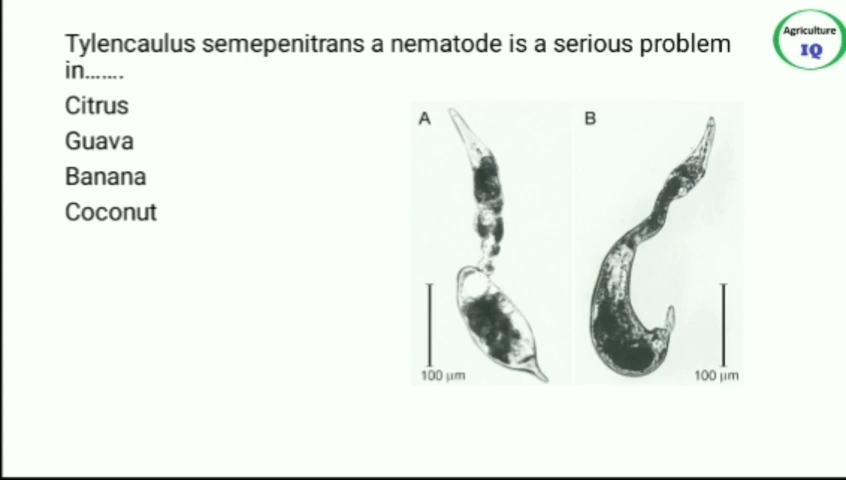 Tylencaulus semepenitrans a nematode is a serious problem
in.......
Citrus
Guava
Banana
Coconut
Agriculture
IQ
A
B
100 µm
100 µm